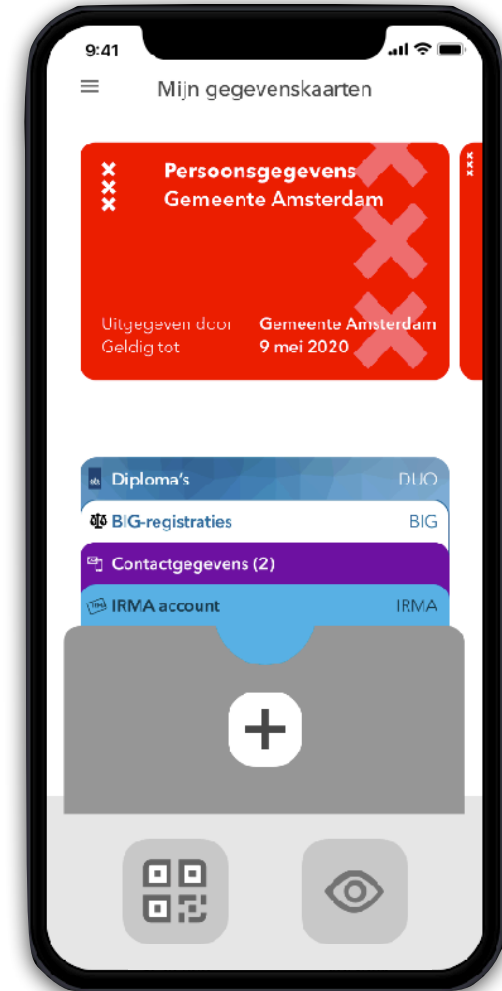 9:41
Mijn gegevenskaarten
Persoonsgegevens
Gemeente Amsterdam
Uitgegeven door Gemeente Amsterdam
Geldig tot 9 mei 2020
Diploma's DUO
BIG-registraties BIG
Contactgegevens (2)
IRMA account IRMA